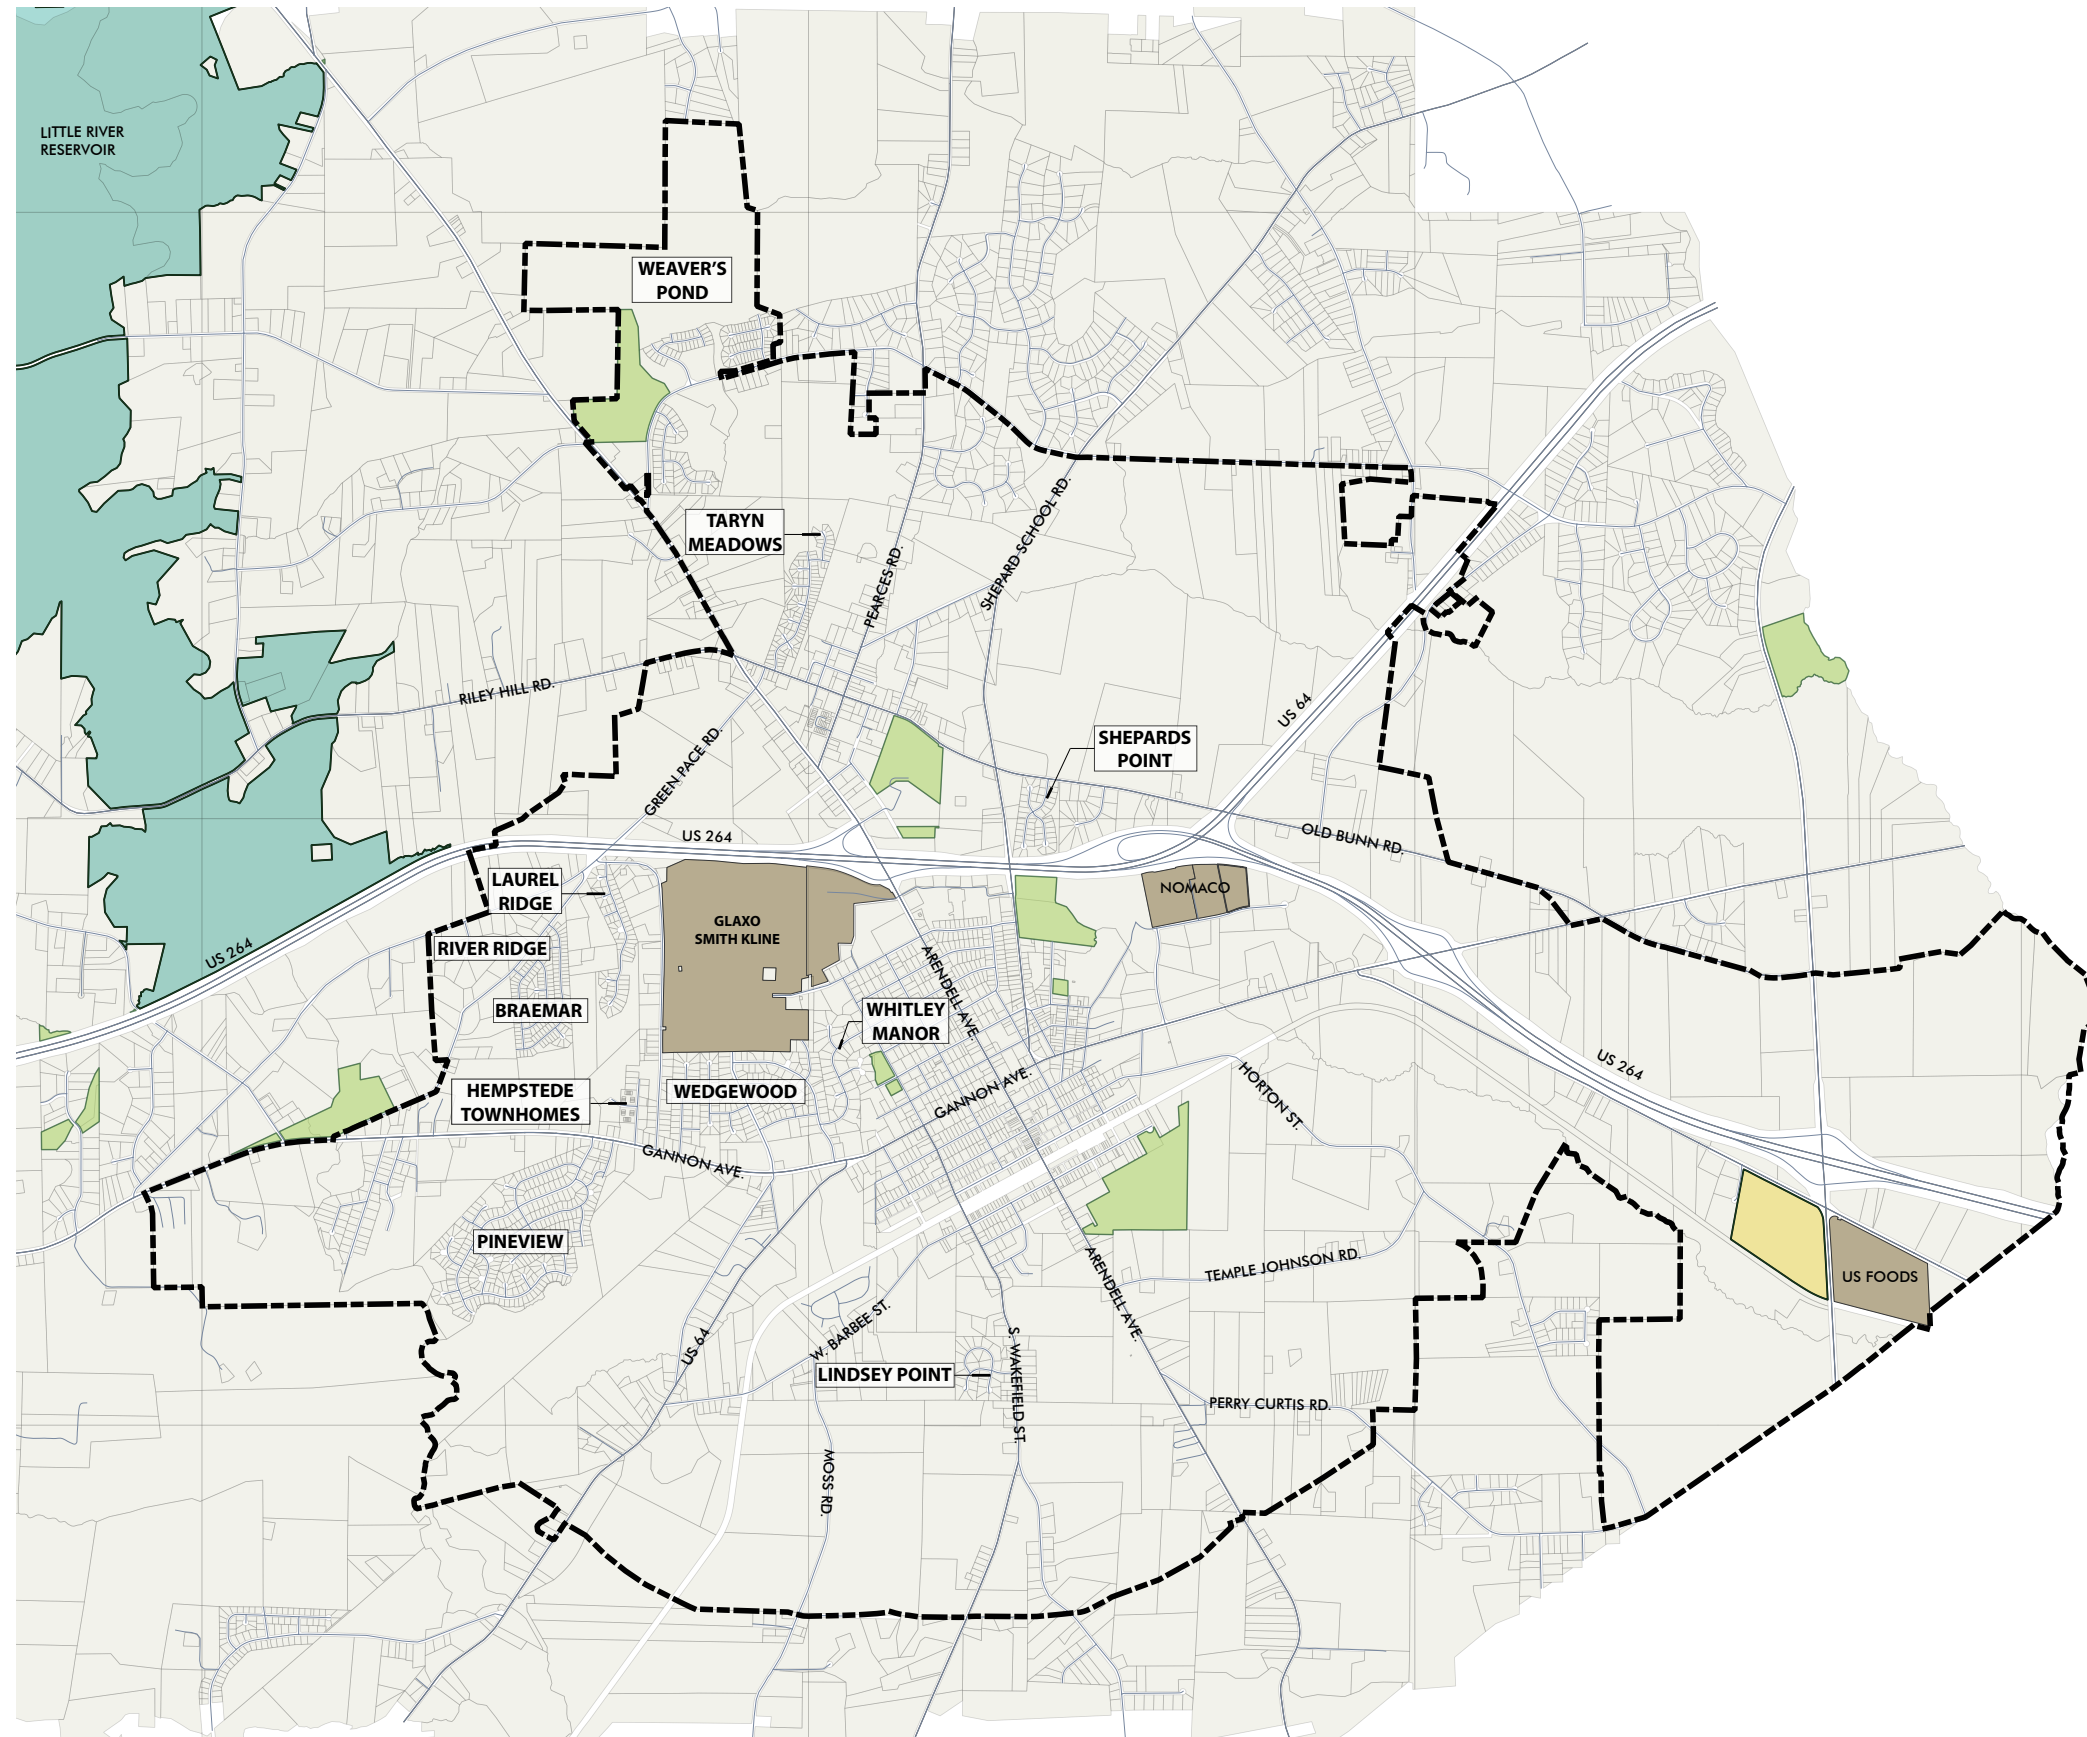 LITTLE RIVER
RESERVOIR
WEAVER'S
POND
TARYN
MEADOWS
PEARCES RD.
SHEPARD SCHOOL RD.
RILEY HILL RD.
GREEN PACE RD.
US 64
SHEPARDS
POINT
US 264
OLD BUNN RD.
LAUREL
RIDGE
NOMACO
GLAXO
SMITH KLINE
RIVER RIDGE
US 264
ARENDELL AVE.
BRAEMAR
WHITLEY
MANOR
US 264
HEMPSTEDE
TOWNHOMES
WEDGEWOOD
GANNON AVE.
HORTON ST.
GANNON AVE.
PINEVIEW
TEMPLE JOHNSON RD.
ARENDELL AVE.
US FOODS
US 64
W. BARBEE ST.
LINDSEY POINT
S. WAKEFIELD ST.
PERRY CURTIS RD.
MOSS RD.